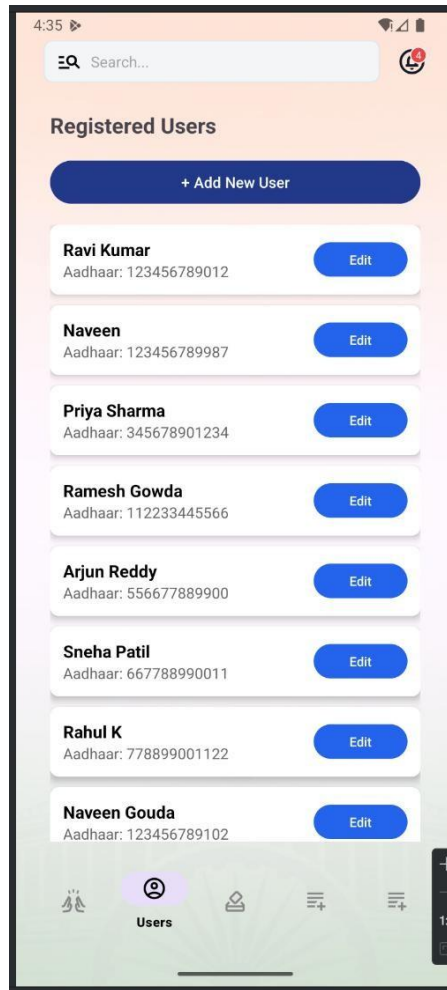 4:35
Search...
4
Registered Users
+ Add New User
Ravi Kumar
Aadhaar: 123456789012
Edit
Naveen
Aadhaar: 123456789987
Edit
Priya Sharma
Aadhaar: 345678901234
Edit
Ramesh Gowda
Aadhaar: 112233445566
Edit
Arjun Reddy
Aadhaar: 556677889900
Edit
Sneha Patil
Aadhaar: 667788990011
Edit
Rahul K
Aadhaar: 778899001122
Edit
Naveen Gouda
Aadhaar: 123456789102
Edit
Users